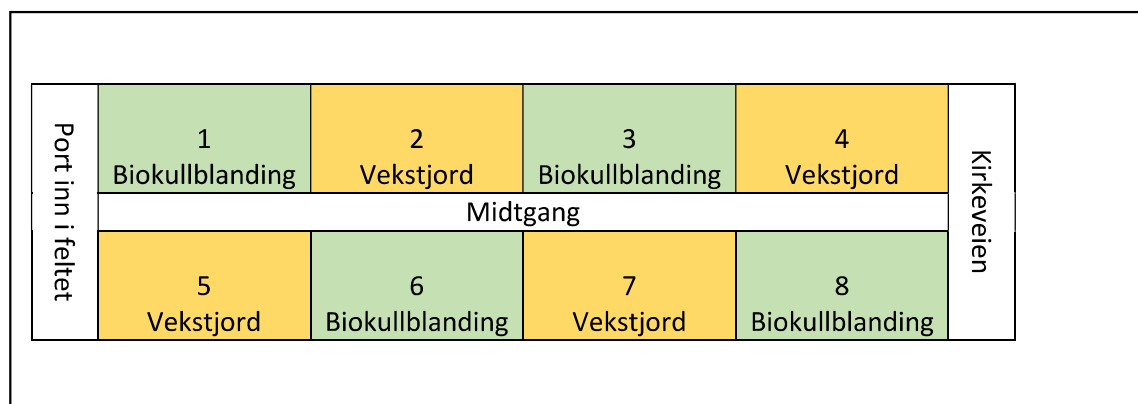 Port inn i feltet
1
Biokullblanding
2
Vekstjord
3
Biokullblanding
4
Vekstjord
Kirkeveien
Midtgang
5
Vekstjord
6
Biokullblanding
7
Vekstjord
8
Biokullblanding